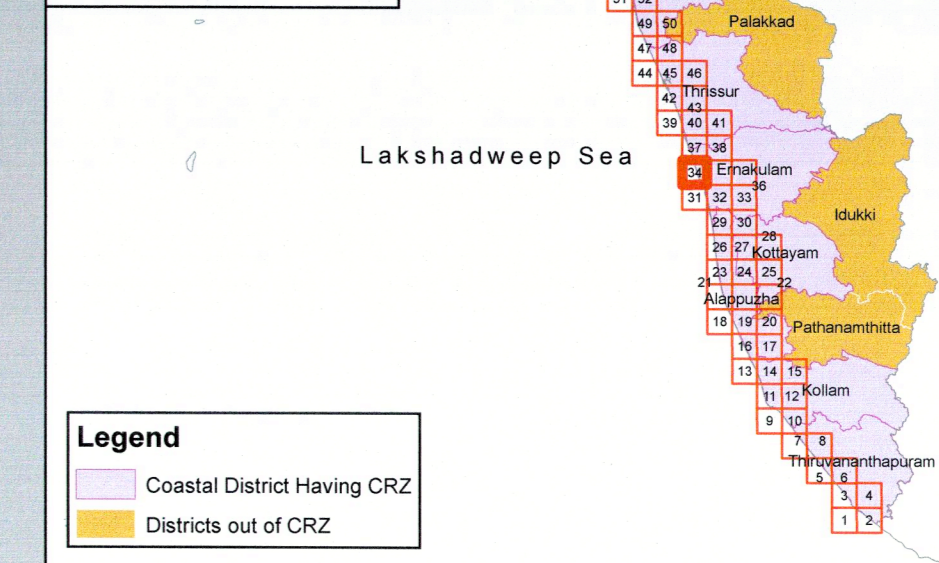 51 52
49 50
Palakkad
47 48
44 45 46
Thrissur
42
43
39 40 41
37 38
Lakshadweep Sea
34
Ernakulam
36
31 32 33
Idukki
29 30
28
26 27
Kottayam
23 24 25
21
22
Alappuzha
18 19 20
Pathanamthitta
16 17
13 14 15
Kollam
11 12
9 10
7 8
Thiruvananthapuram
5 6
3 4
1 2
Legend
Coastal District Having CRZ
Districts out of CRZ